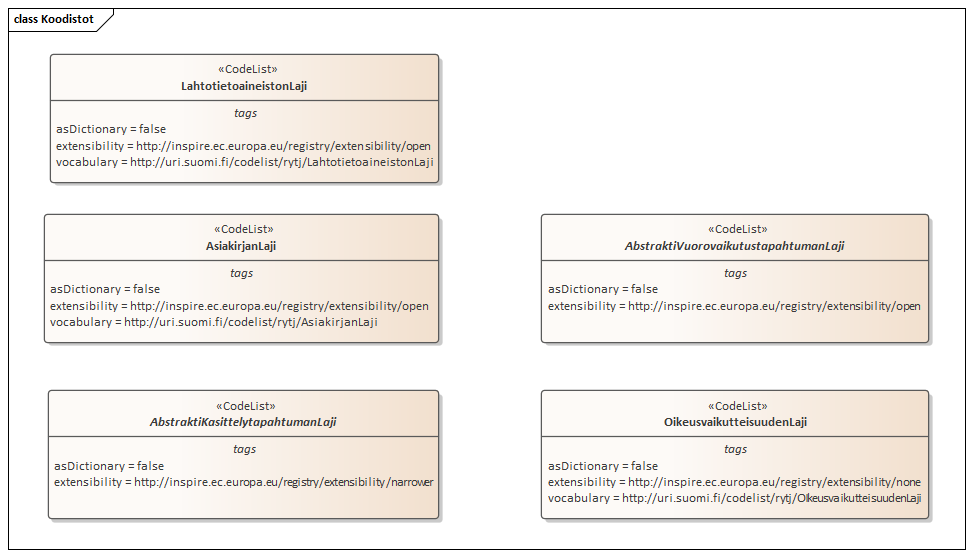 class Koodistot
«CodeList»
LahtotietoaineistonLaji
tags
asDictionary = false
extensibility = http://inspire.ec.europa.eu/registry/extensibility/open
vocabulary = http://uri.suomi.fi/codelist/rytj/LahtotietoaineistonLaji
«CodeList»
AsiakirjanLaji
tags
asDictionary = false
extensibility = http://inspire.ec.europa.eu/registry/extensibility/open
vocabulary = http://uri.suomi.fi/codelist/rytj/AsiakirjanLaji
«CodeList»
AbstraktiVuorovaikutustapahtumanLaji
tags
asDictionary = false
extensibility = http://inspire.ec.europa.eu/registry/extensibility/open
«CodeList»
AbstraktiKasittelytapahtumanLaji
tags
asDictionary = false
extensibility = http://inspire.ec.europa.eu/registry/extensibility/narrower
«CodeList»
OikeusvaikutteisuudenLaji
tags
asDictionary = false
extensibility = http://inspire.ec.europa.eu/registry/extensibility/none
vocabulary = http://uri.suomi.fi/codelist/rytj/OikeusvaikutteisuudenLaji